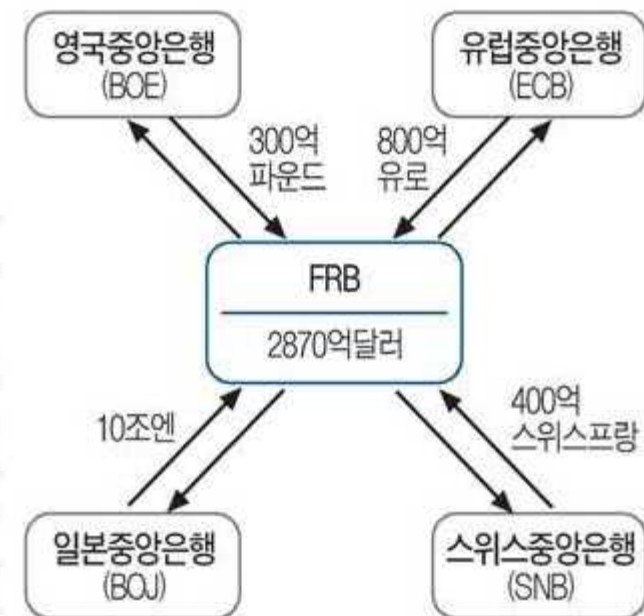 영국중앙은행
(BOE)
유럽중앙은행
(ECB)
300억
파운드
800억
유로
FRB
2870억달러
10조엔
400억
스위스프랑
일본중앙은행
(BOJ)
스위스중앙은행
(SNB)